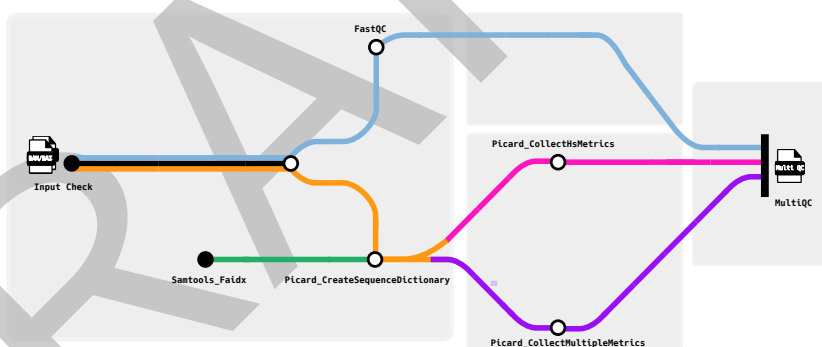 FastQC
BAM/BAI
Input Check
Picard_CollectHsMetrics
Multi QC
MultiQC
Samtools_Faidx
Picard_CreateSequenceDictionary
Picard_CollectMultipleMetrics